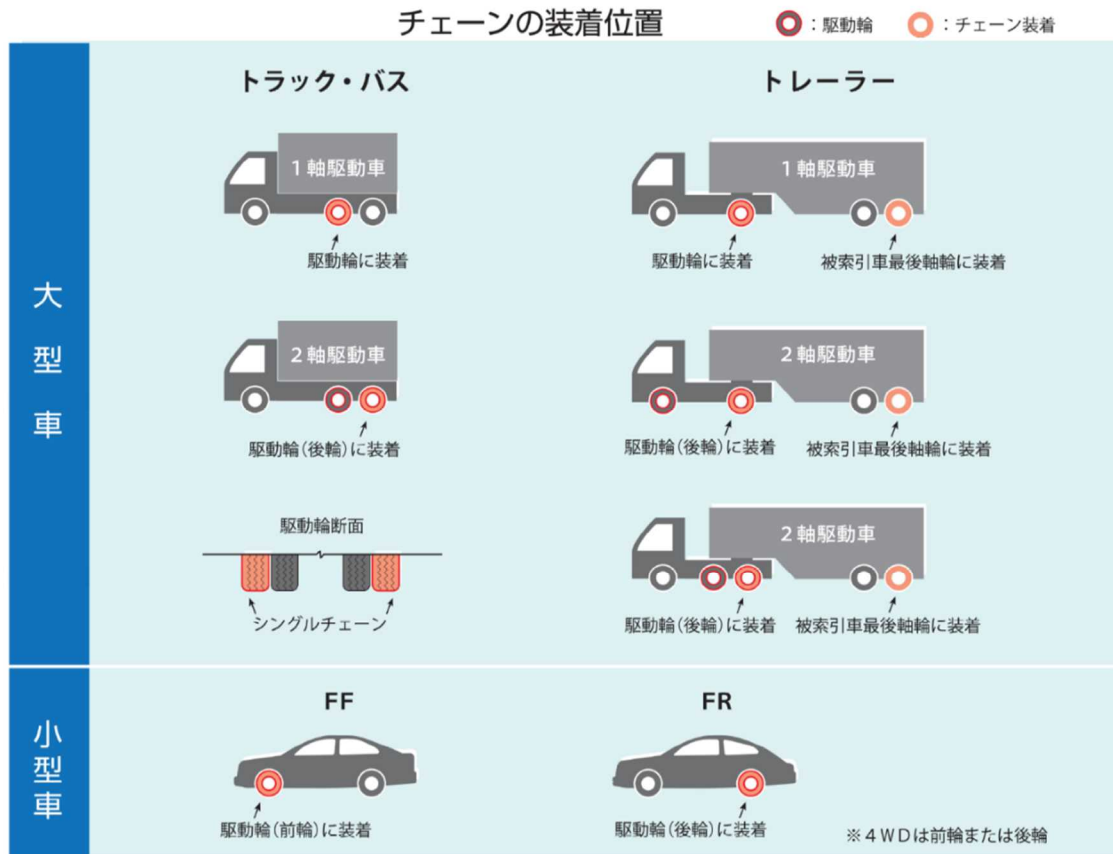 チェーンの装着位置
：駆動輪
：チェーン装着
大型車
トラック・バス
1軸駆動車
駆動輪に装着
2軸駆動車
駆動輪(後輪)に装着
駆動輪断面
シングルチェーン
トレーラー
1軸駆動車
駆動輪に装着
被索引車最後軸輪に装着
2軸駆動車
駆動輪(後輪)に装着
被索引車最後軸輪に装着
2軸駆動車
駆動輪(後輪)に装着
被索引車最後軸輪に装着
小型車
FF
駆動輪(前輪)に装着
FR
駆動輪(後輪)に装着
※4WDは前輪または後輪